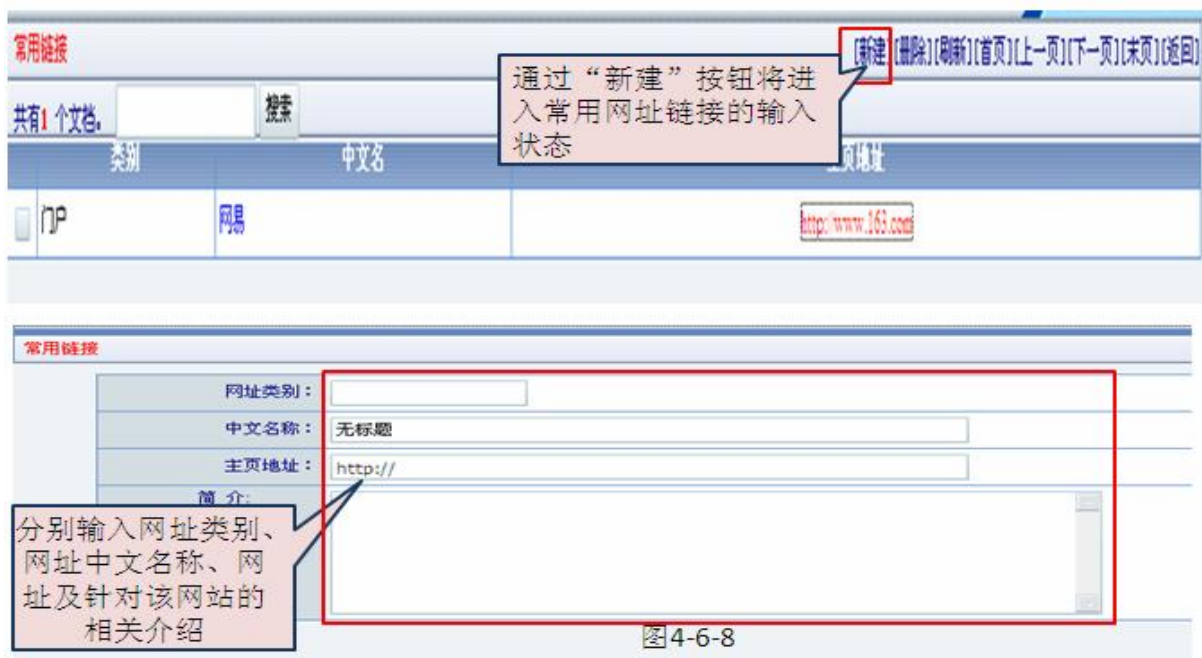 常用链接
[新建][删除][刷新][首页][上一页][下一页][末页][返回]
通过“新建”按钮将进
入常用网址链接的输入
状态
共有1 个文档。 搜索
类别 中文名 主页地址
门户 网易 http://www.163.com
常用链接
网址类别：
中文名称： 无标题
主页地址： http://
简 介:
分别输入网址类别、
网址中文名称、网
址及针对该网站的
相关介绍
图4-6-8